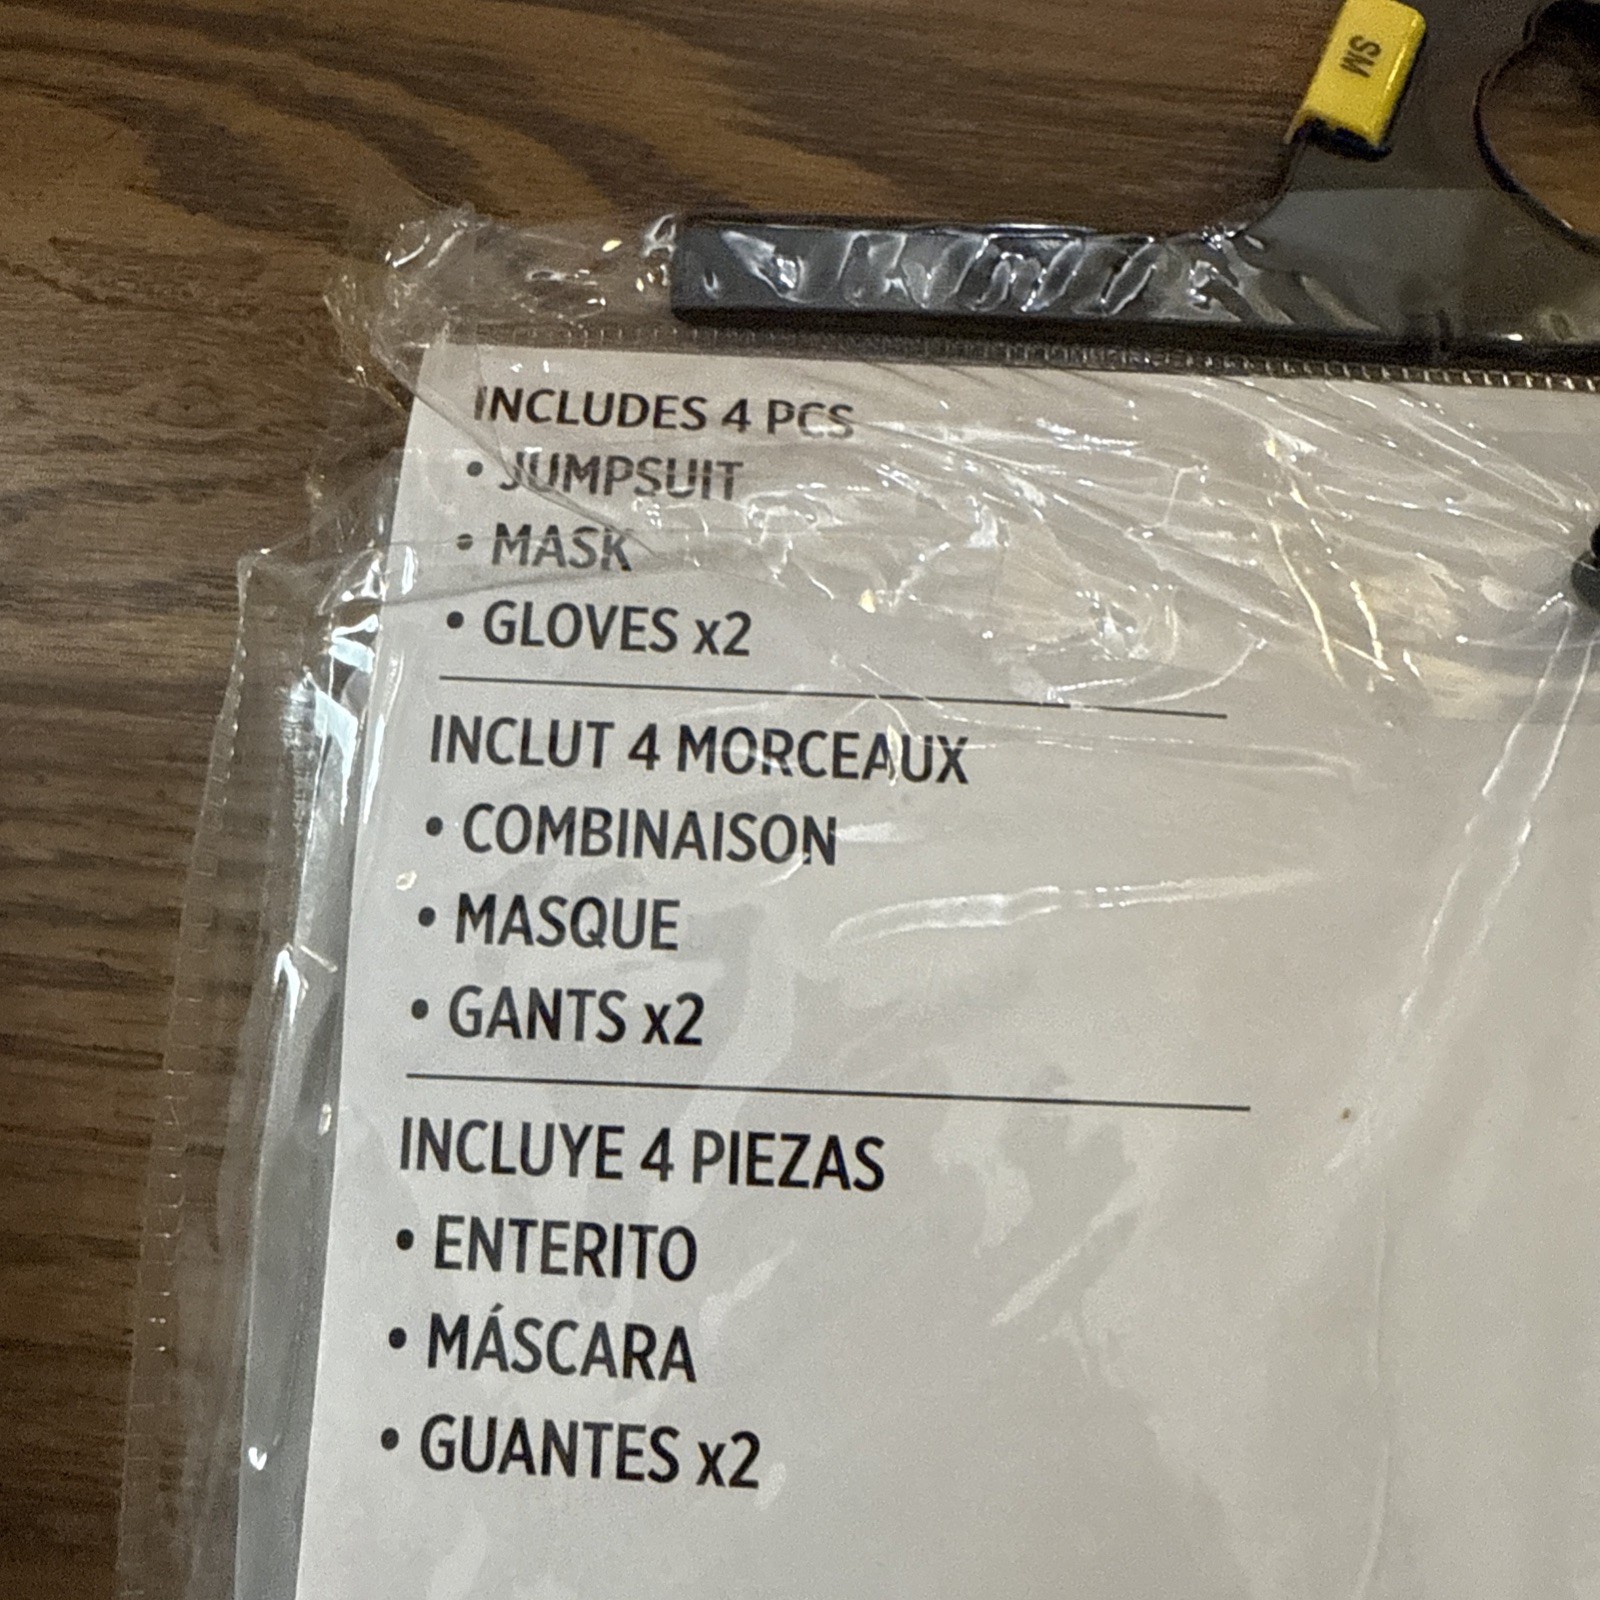 SM
INCLUDES 4 PCS
• JUMPSUIT
• MASK
• GLOVES x2
INCLUT 4 MORCEAUX
• COMBINAISON
• MASQUE
• GANTS x2
INCLUYE 4 PIEZAS
• ENTERITO
• MÁSCARA
• GUANTES x2